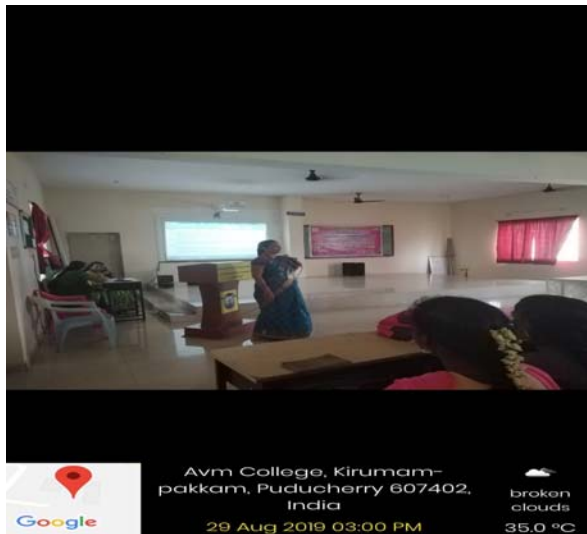 Avm College, Kirumam-
pakkam, Puducherry 607402,
India
29 Aug 2019 03:00 PM
Google
broken
clouds
35.0 °C